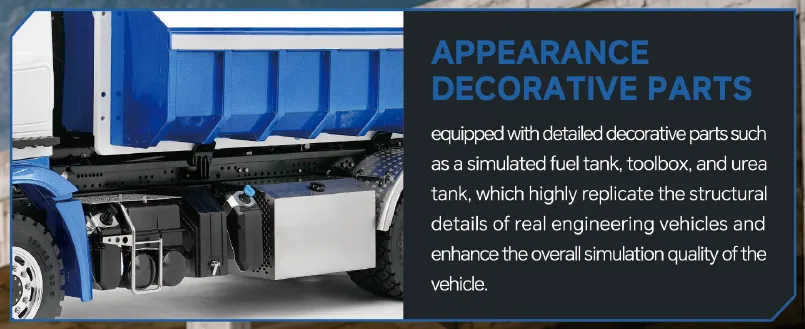 APPEARANCE
DECORATIVE PARTS
equipped with detailed decorative parts such
as a simulated fuel tank, toolbox, and urea
tank, which highly replicate the structural
details of real engineering vehicles and
enhance the overall simulation quality of the
vehicle.